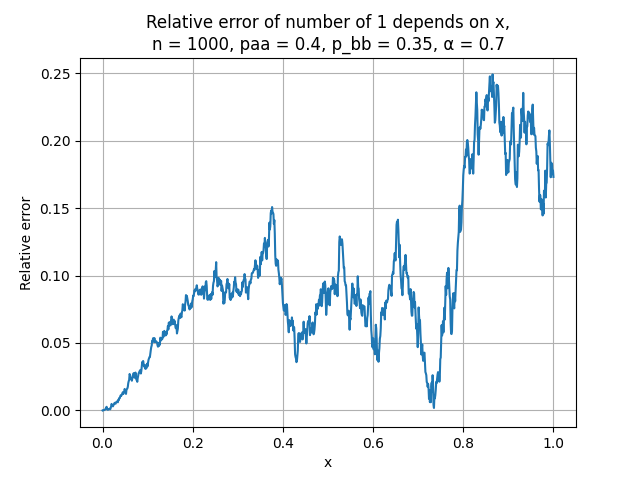 Relative error of number of 1 depends on x,
n = 1000, paa = 0.4, p_bb = 0.35, α = 0.7
0.25
0.20
0.15
Relative error
0.10
0.05
0.00
0.0 0.2 0.4 0.6 0.8 1.0
x